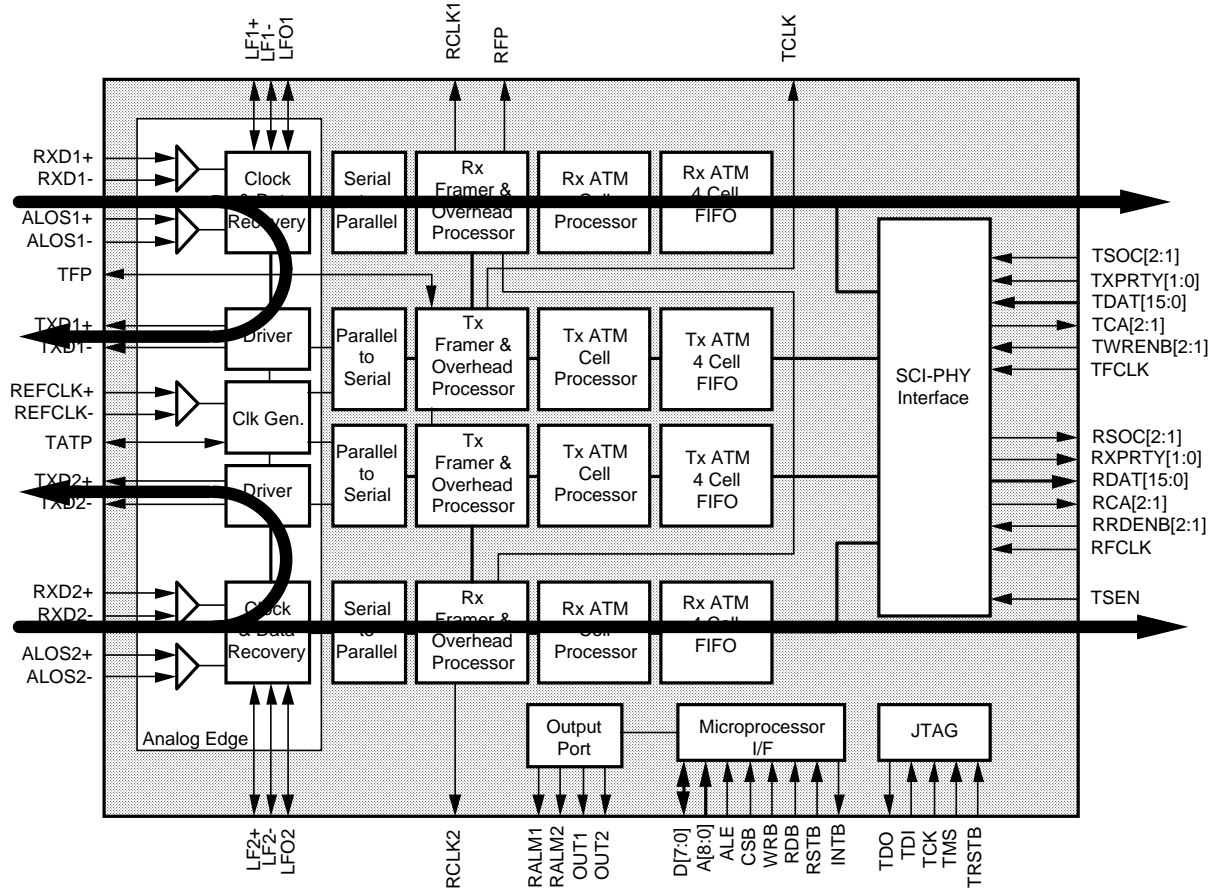 LF1+
LF1-
LFO1
RCLK1
RFP
TCLK
RXD1+
RXD1-
ALOS1+
ALOS1-
TFP
TXD1+
TXD1-
REFCLK+
REFCLK-
TATP
TXD2+
TXD2-
RXD2+
RXD2-
ALOS2+
ALOS2-
Clock
& Data
Recovery
Serial
to
Parallel
Rx
Framer &
Overhead
Processor
Rx ATM
Cell
Processor
Rx ATM
4 Cell
FIFO
Driver
Parallel
to
Serial
Tx
Framer &
Overhead
Processor
Tx ATM
Cell
Processor
Tx ATM
4 Cell
FIFO
Clk Gen.
Driver
Parallel
to
Serial
Tx
Framer &
Overhead
Processor
Tx ATM
Cell
Processor
Tx ATM
4 Cell
FIFO
Clock
& Data
Recovery
Serial
to
Parallel
Rx
Framer &
Overhead
Processor
Rx ATM
Cell
Processor
Rx ATM
4 Cell
FIFO
SCI-PHY
Interface
TSOC[2:1]
TXPRTY[1:0]
TDAT[15:0]
TCA[2:1]
TWRENB[2:1]
TFCLK
RSOC[2:1]
RXPRTY[1:0]
RDAT[15:0]
RCA[2:1]
RRDENB[2:1]
RFCLK
TSEN
Analog Edge
Output
Port
Microprocessor
I/F
JTAG
LF2+
LF2-
LFO2
RCLK2
RALM1
RALM2
OUT1
OUT2
D[7:0]
A[8:0]
ALE
CSB
WRB
RDB
RSTB
INTB
TDO
TDI
TCK
TMS
TRSTB